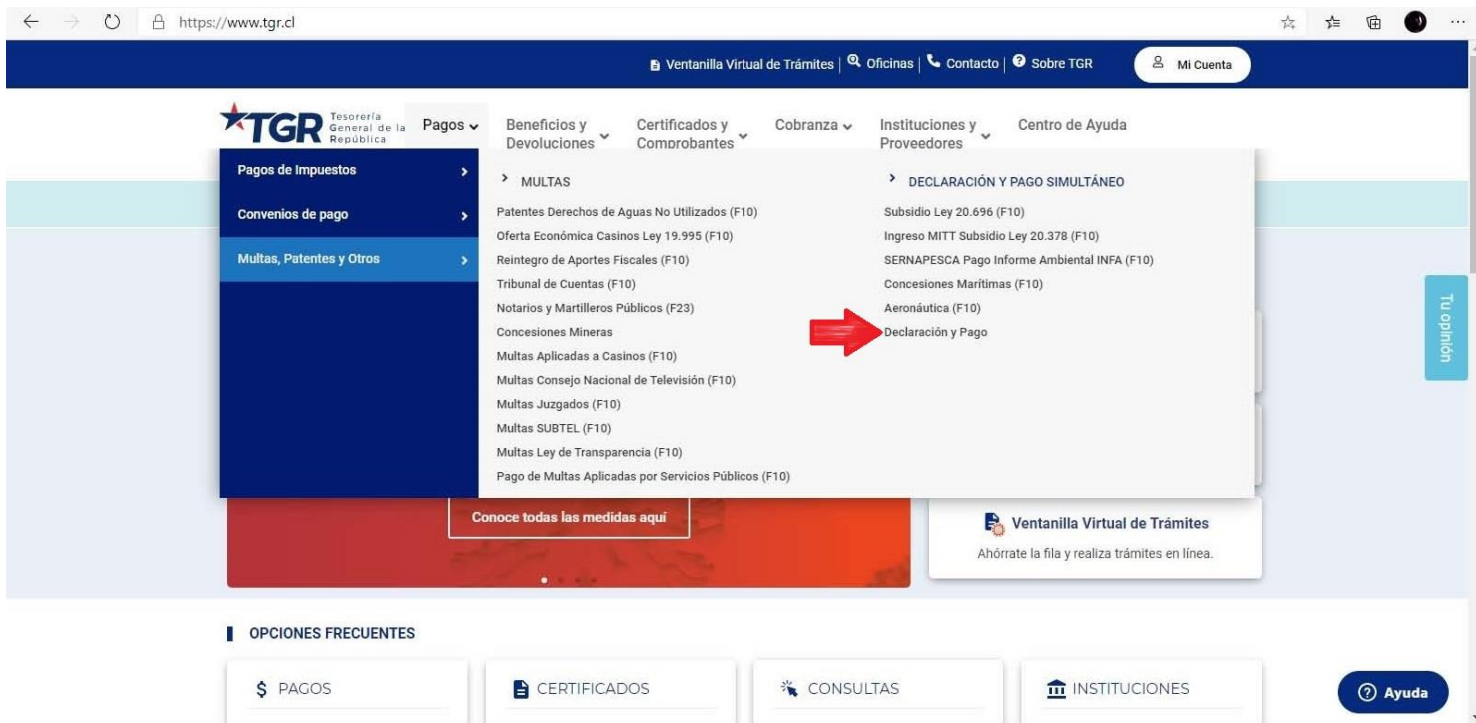 https://www.tgr.cl
Ventanilla Virtual de Trámites | Oficinas | Contacto | Sobre TGR
Mi Cuenta
TGR Tesorería General de la República
Pagos
Beneficios y Devoluciones
Certificados y Comprobantes
Cobranza
Instituciones y Proveedores
Centro de Ayuda
Pagos de Impuestos
Convenios de pago
Multas, Patentes y Otros
MULTAS
Patentes Derechos de Aguas No Utilizados (F10)
Oferta Económica Casinos Ley 19.995 (F10)
Reintegro de Aportes Fiscales (F10)
Tribunal de Cuentas (F10)
Notarios y Martilleros Públicos (F23)
Concesiones Mineras
Multas Aplicadas a Casinos (F10)
Multas Consejo Nacional de Televisión (F10)
Multas Juzgados (F10)
Multas SUBTEL (F10)
Multas Ley de Transparencia (F10)
Pago de Multas Aplicadas por Servicios Públicos (F10)
DECLARACIÓN Y PAGO SIMULTÁNEO
Subsidio Ley 20.696 (F10)
Ingreso MITT Subsidio Ley 20.378 (F10)
SERNAPESCA Pago Informe Ambiental INFA (F10)
Concesiones Marítimas (F10)
Aeronáutica (F10)
Declaración y Pago
Tu opinión
Conoce todas las medidas aquí
Ventanilla Virtual de Trámites
Ahórrate la fila y realiza trámites en línea.
OPCIONES FRECUENTES
$ PAGOS
CERTIFICADOS
CONSULTAS
INSTITUCIONES
Ayuda